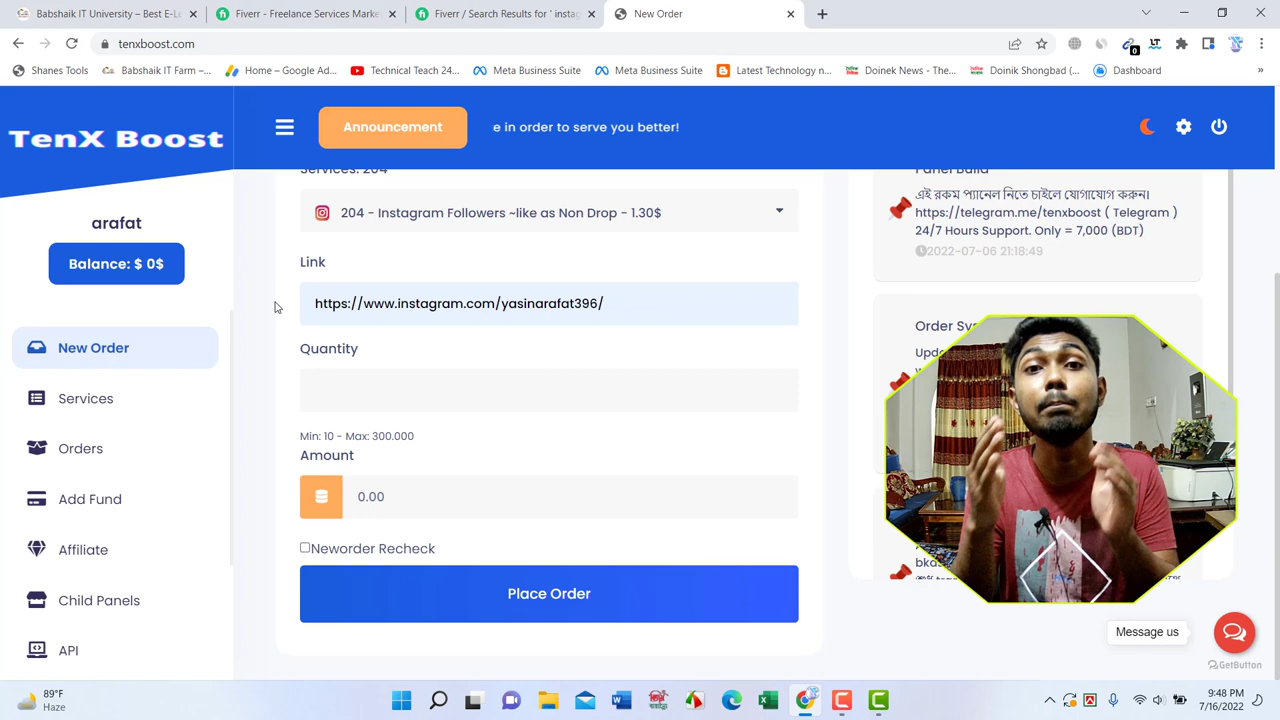 Babshaik IT University – Best E-Le
Fiverr - Freelance Services Marke
Fiverr / Search Results for ' instag
New Order
tenxboost.com
0
Shanes Tools
Babshaik IT Farm –...
Home – Google Ad...
Technical Teach 24...
Meta Business Suite
Meta Business Suite
Latest Technology n...
Doinek News - The...
Doinik Shongbad (...
Dashboard
»
TenX Boost
Announcement
e in order to serve you better!
arafat
Balance: $ 0$
New Order
Services
Orders
Add Fund
Affiliate
Child Panels
API
Services: 204
204 - Instagram Followers ~like as Non Drop - 1.30$
Link
https://www.instagram.com/yasinarafat396/
Quantity
Min: 10 - Max: 300.000
Amount
0.00
Neworder Recheck
Place Order
Panel Build
এই রকম প্যানেল নিতে চাইলে যোগাযোগ করুন।
https://telegram.me/tenxboost ( Telegram )
24/7 Hours Support. Only = 7,000 (BDT)
2022-07-06 21:18:49
Message us
GetButton
89°F
Haze
9:48 PM
7/16/2022